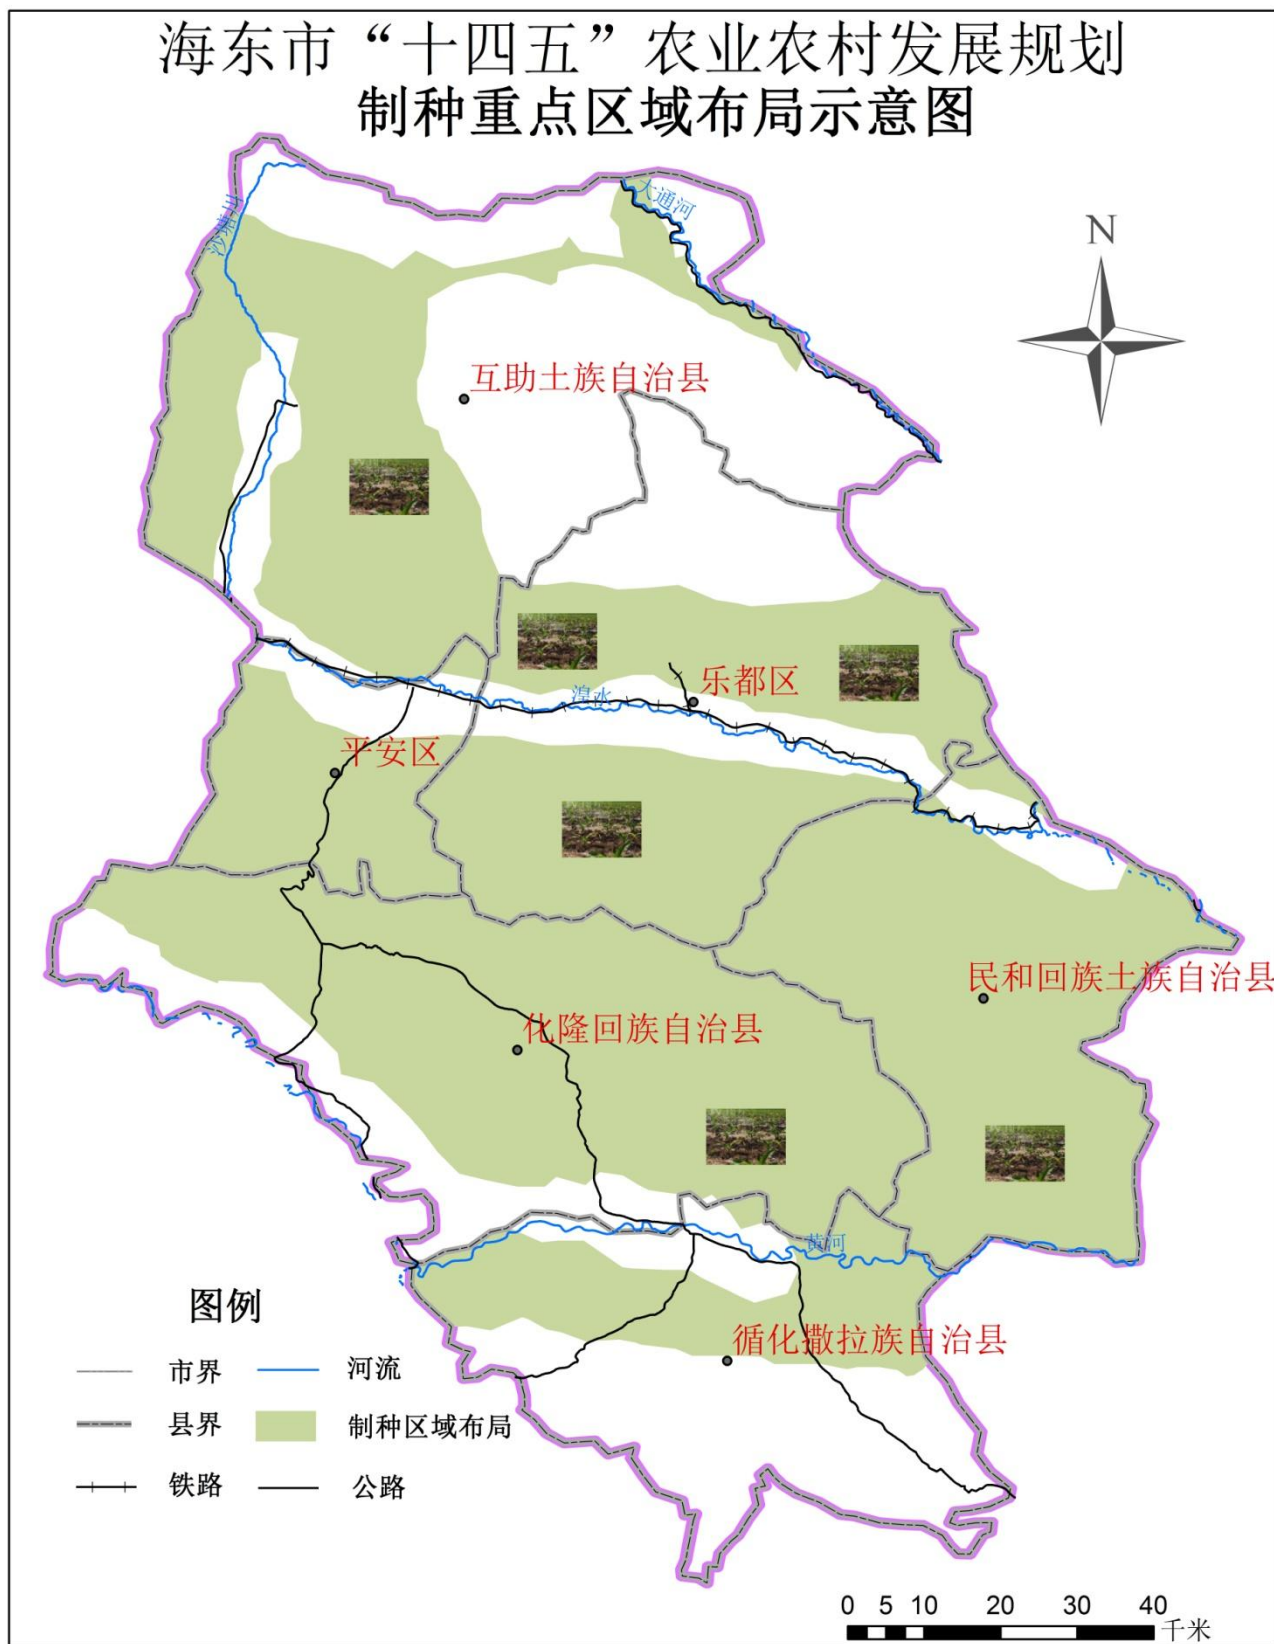 海东市“十四五”农业农村发展规划
制种重点区域布局示意图
大通河
沙塘川
N
互助土族自治县
乐都区
湟水
平安区
民和回族土族自治县
化隆回族自治县
黄河
循化撒拉族自治县
图例
市界
河流
县界
制种区域布局
铁路
公路
0 5 10 20 30 40
千米